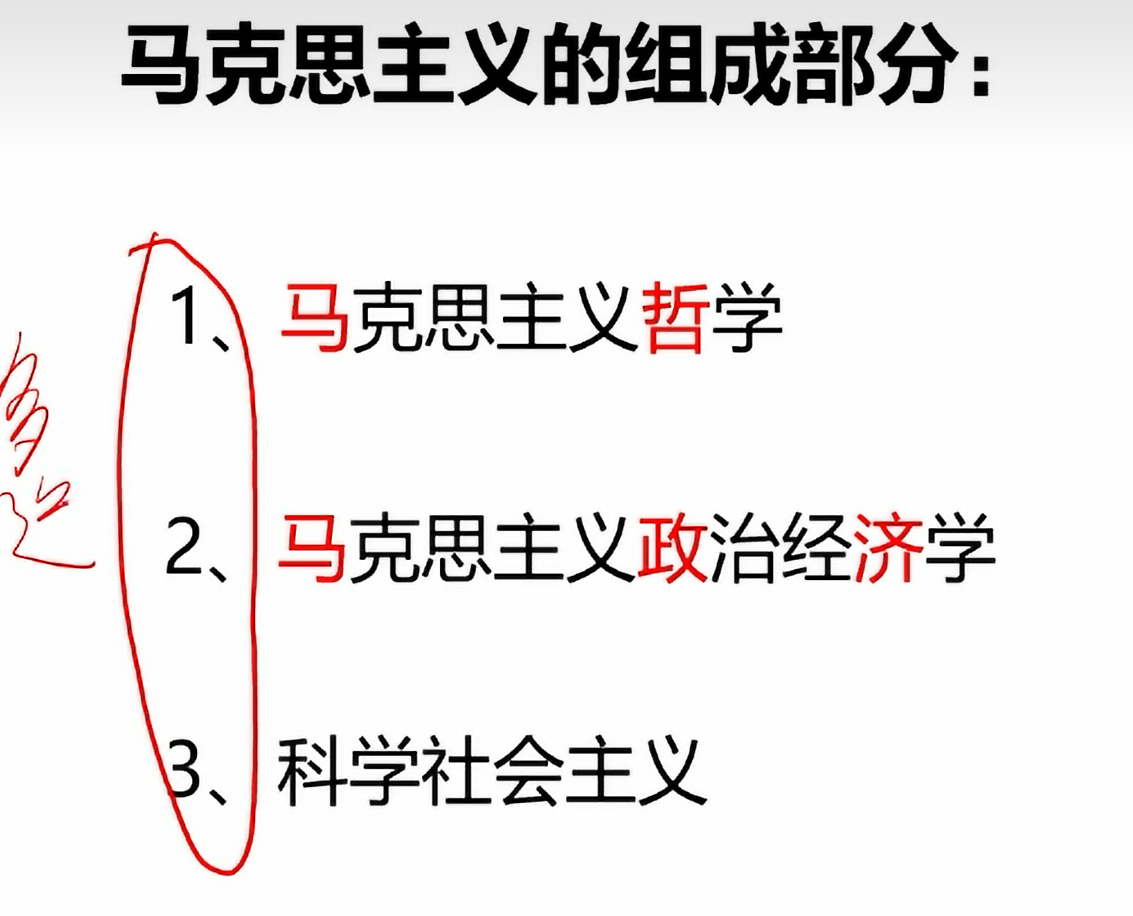 马克思主义的组成部分：
1、马克思主义哲学
多选
2、马克思主义政治经济学
3、科学社会主义